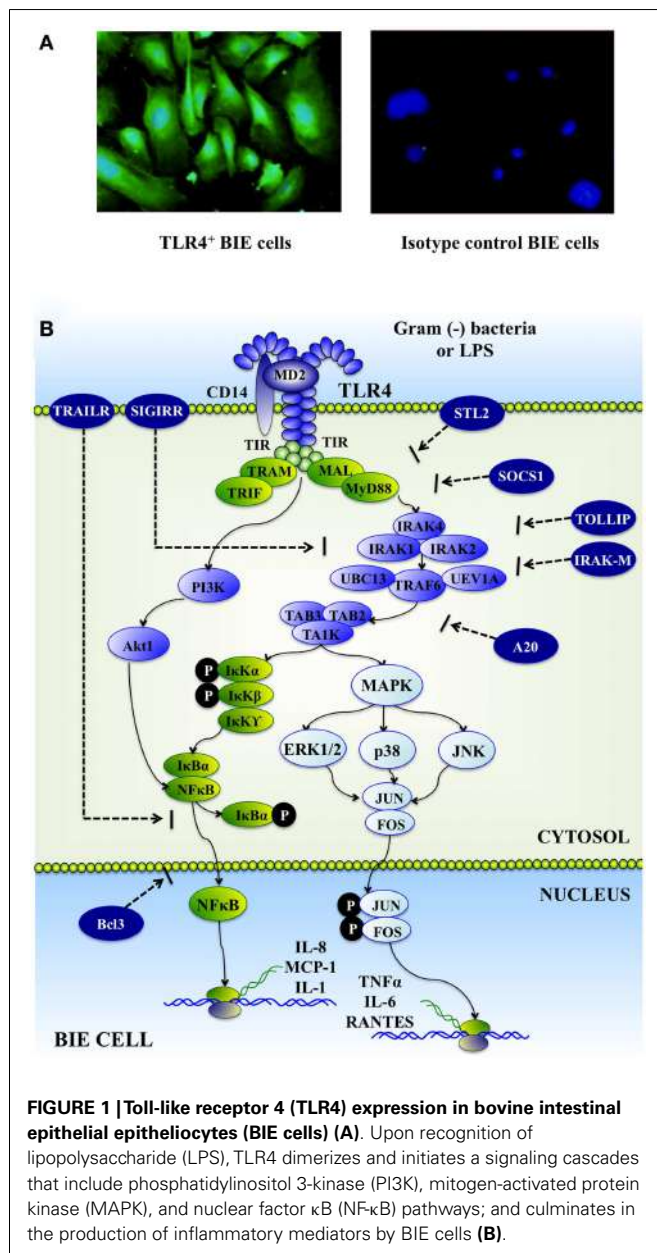 A
TLR4+ BIE cells
Isotype control BIE cells
B
Gram (-) bacteria
or LPS
MD2
CD14
TLR4
TRAILR
SIGIRR
STL2
TIR
TIR
TRAM
MAL
TRIF
MyD88
SOCS1
IRAK4
TOLLIP
IRAK1
IRAK2
IRAK-M
UBC13
TRAF6
UEV1A
PI3K
TAB3
TAB2
TA1K
A20
Akt1
P
IκKα
P
IκKβ
IκKϒ
MAPK
ERK1/2
p38
JNK
IκBα
NFκB
IκBα
P
JUN
FOS
CYTOSOL
NUCLEUS
Bcl3
NFκB
P
JUN
P
FOS
IL-8
MCP-1
IL-1
TNFα
IL-6
RANTES
BIE CELL
FIGURE 1 | Toll-like receptor 4 (TLR4) expression in bovine intestinal
epithelial epitheliocytes (BIE cells) (A). Upon recognition of
lipopolysaccharide (LPS), TLR4 dimerizes and initiates a signaling cascades
that include phosphatidylinositol 3-kinase (PI3K), mitogen-activated protein
kinase (MAPK), and nuclear factor κB (NF-κB) pathways; and culminates in
the production of inflammatory mediators by BIE cells (B).